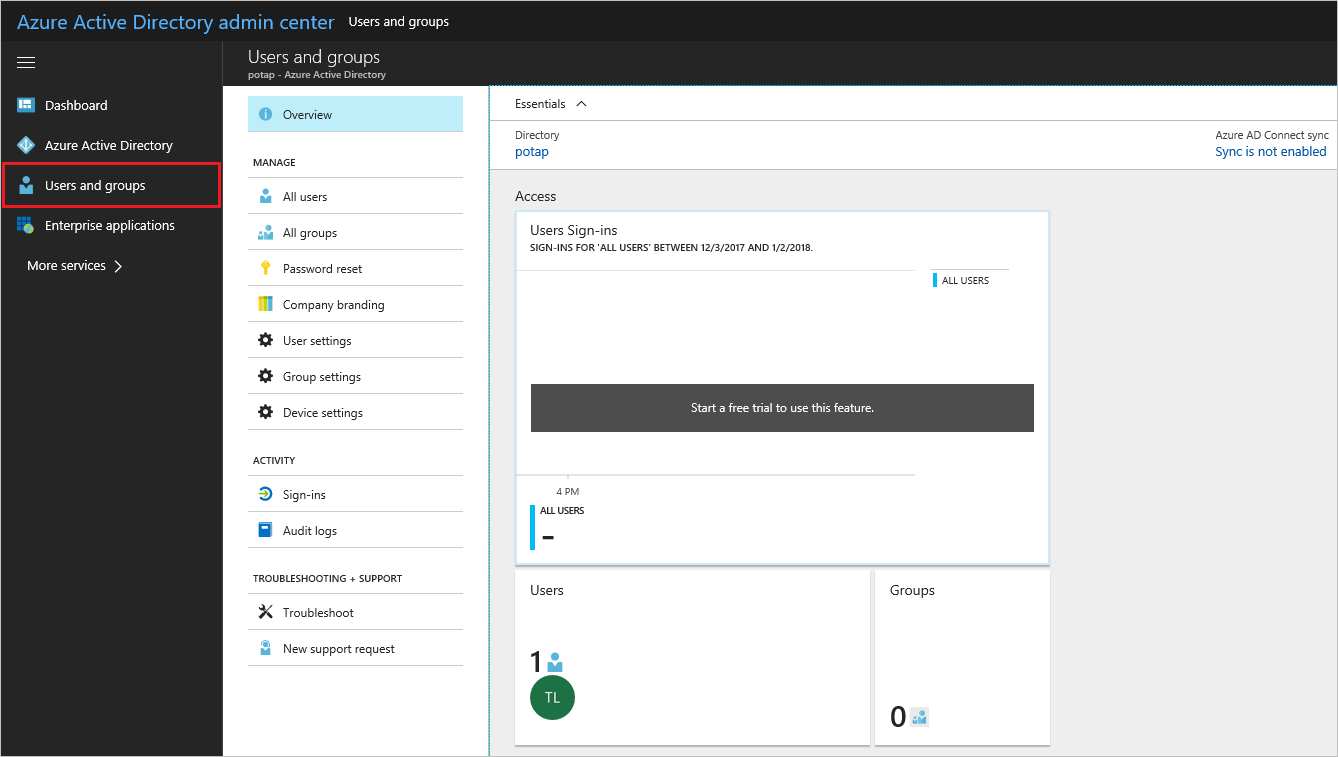 Azure Active Directory admin center Users and groups
Users and groups
potap - Azure Active Directory
Dashboard
Azure Active Directory
Users and groups
Enterprise applications
More services
Overview
MANAGE
All users
All groups
Password reset
Company branding
User settings
Group settings
Device settings
ACTIVITY
Sign-ins
Audit logs
TROUBLESHOOTING + SUPPORT
Troubleshoot
New support request
Essentials
Directory
potap
Azure AD Connect sync
Sync is not enabled
Access
Users Sign-ins
SIGN-INS FOR 'ALL USERS' BETWEEN 12/3/2017 AND 1/2/2018.
ALL USERS
Start a free trial to use this feature.
4 PM
ALL USERS
–
Users
1
TL
Groups
0